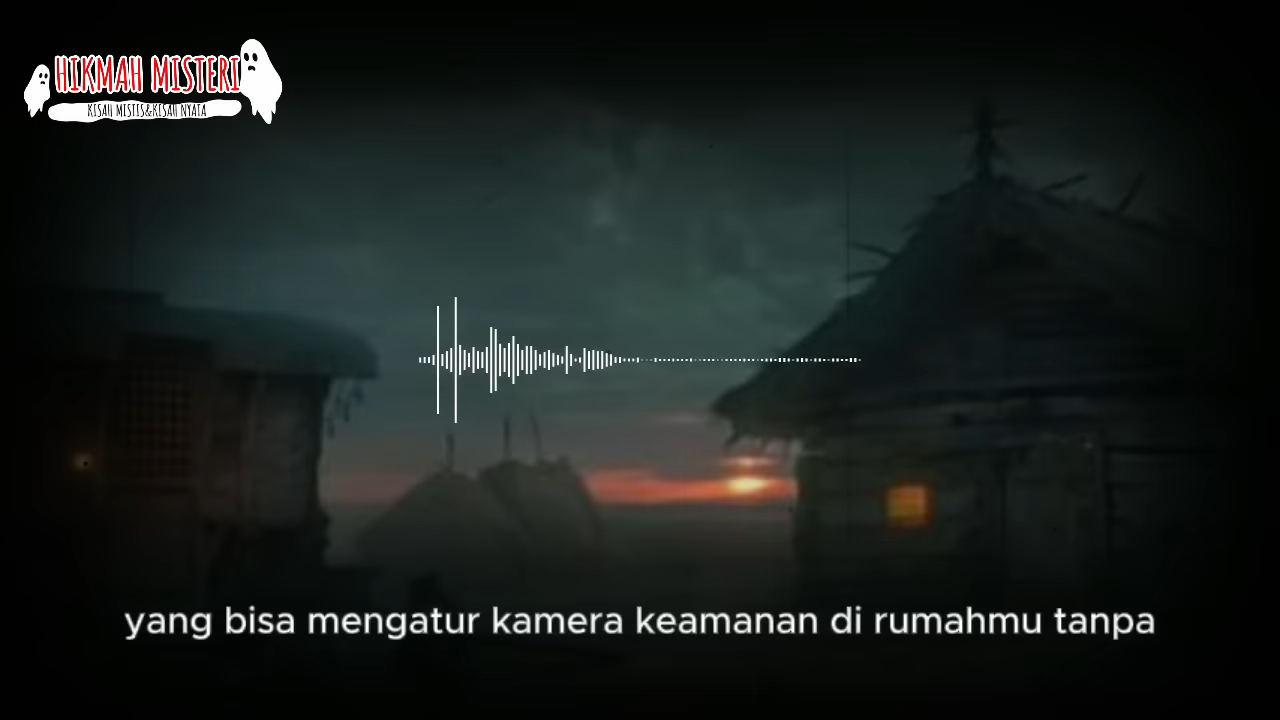 HIKMAH MISTERI
KISAH MISTIS&KISAH NYATA
yang bisa mengatur kamera keamanan di rumahmu tanpa